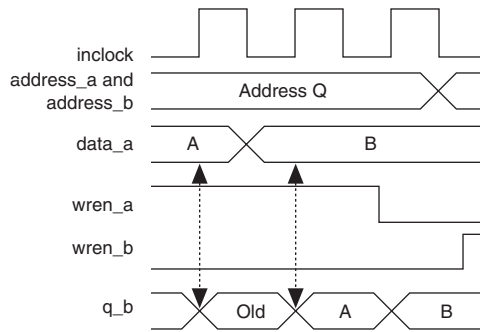 inclock
address_a and
address_b
Address Q
data_a
A
B
wren_a
wren_b
q_b
Old
A
B